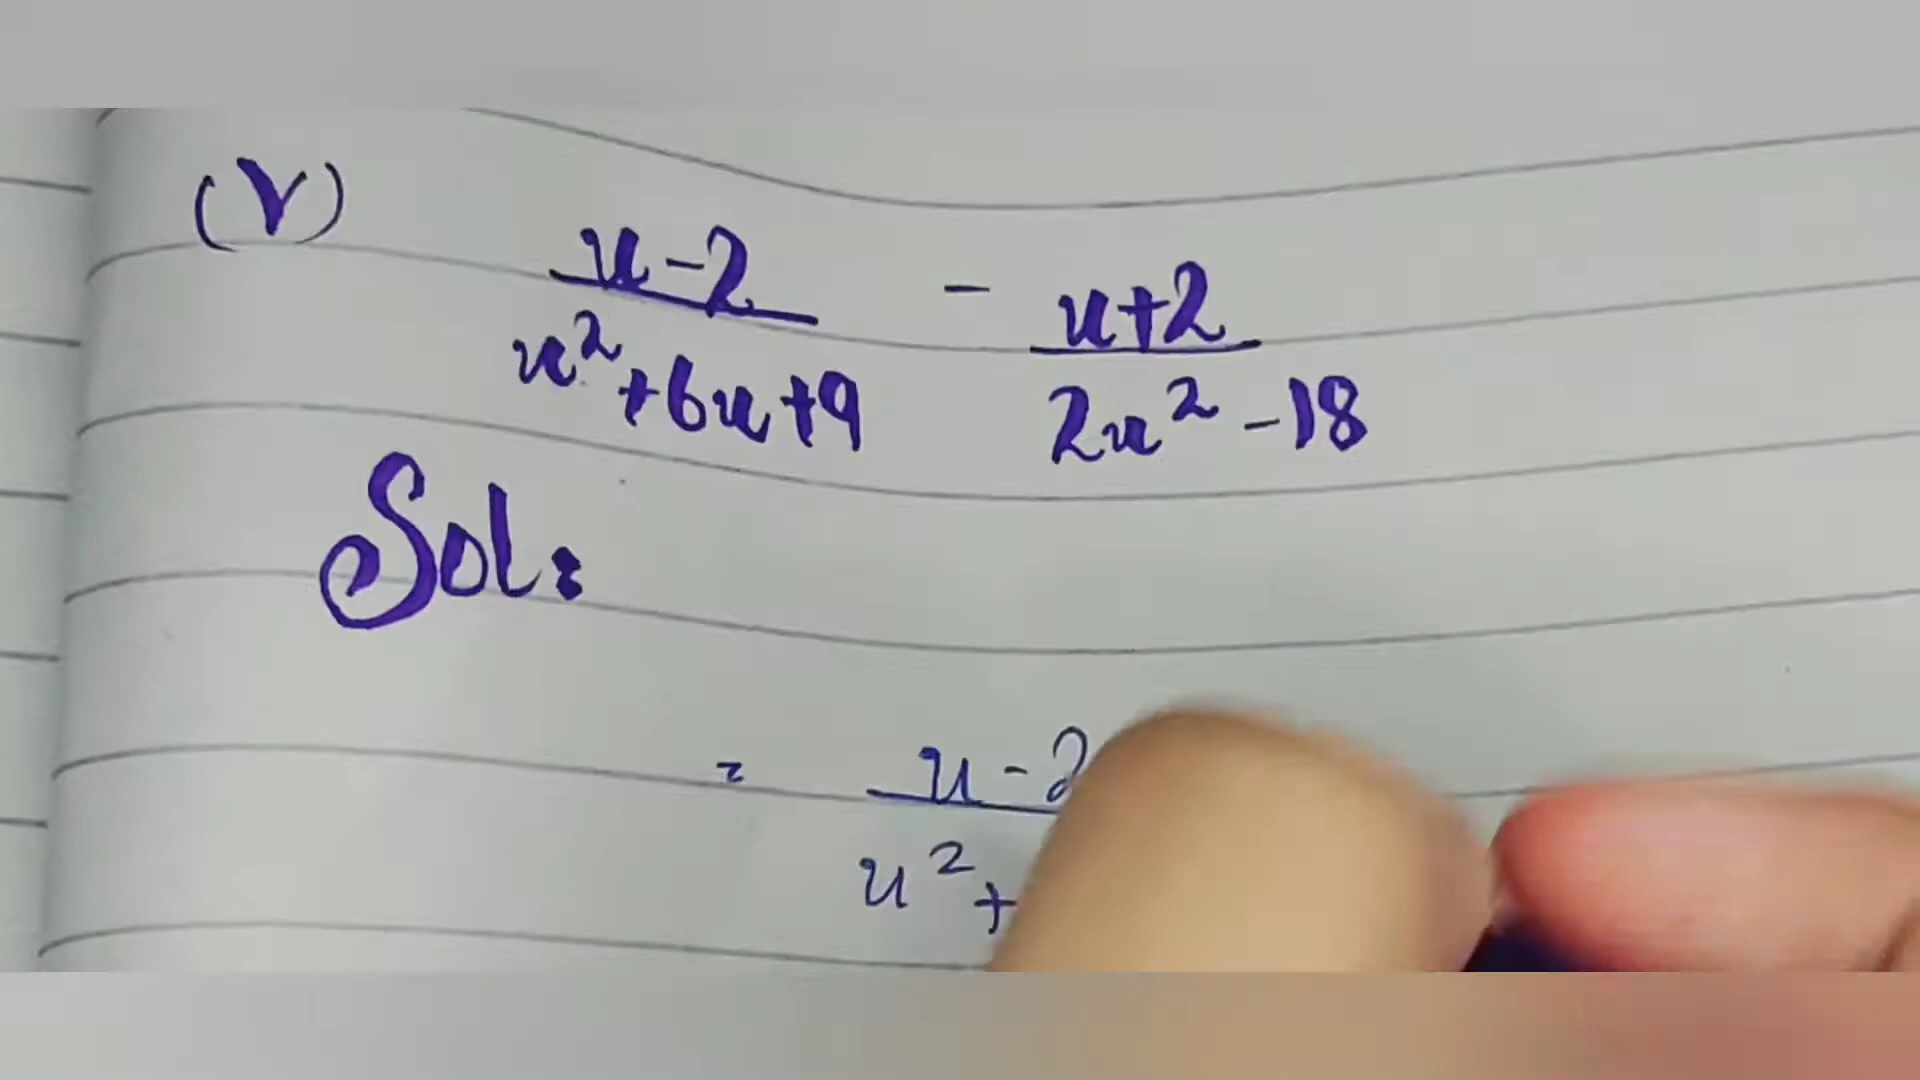 (V)
x-2 - x+2
x²+6x+9 2x²-18
Sol:
= x-2
x²+